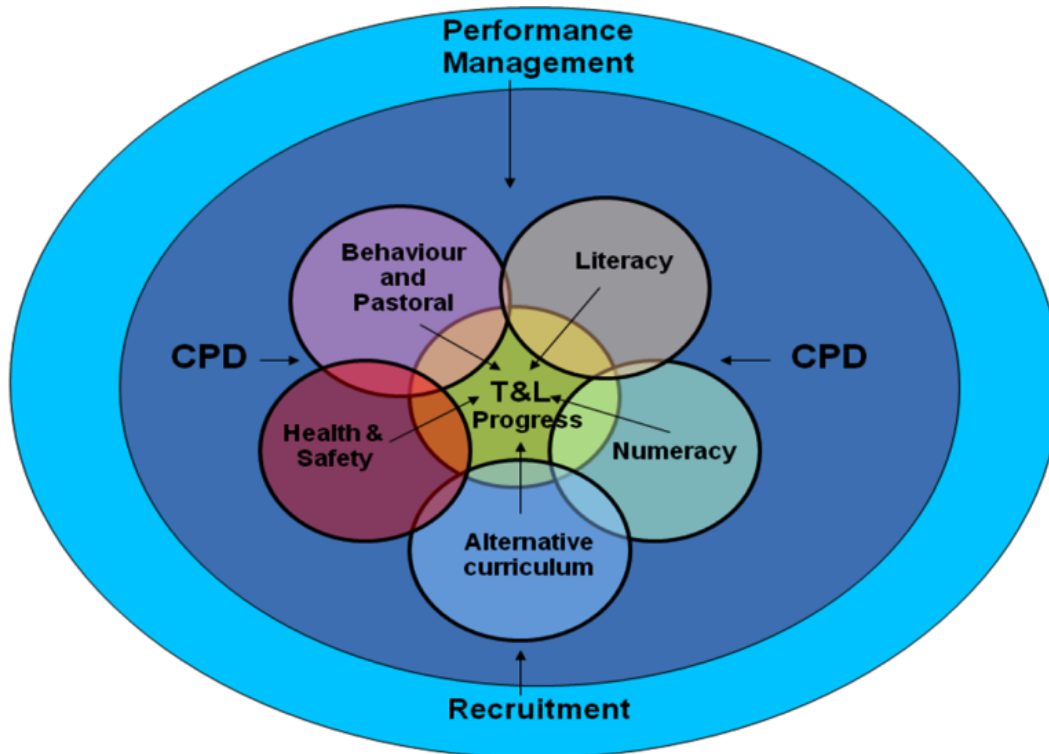 Performance
Management
Behaviour
and
Pastoral
Literacy
CPD
CPD
T&L
Progress
Health &
Safety
Numeracy
Alternative
curriculum
Recruitment